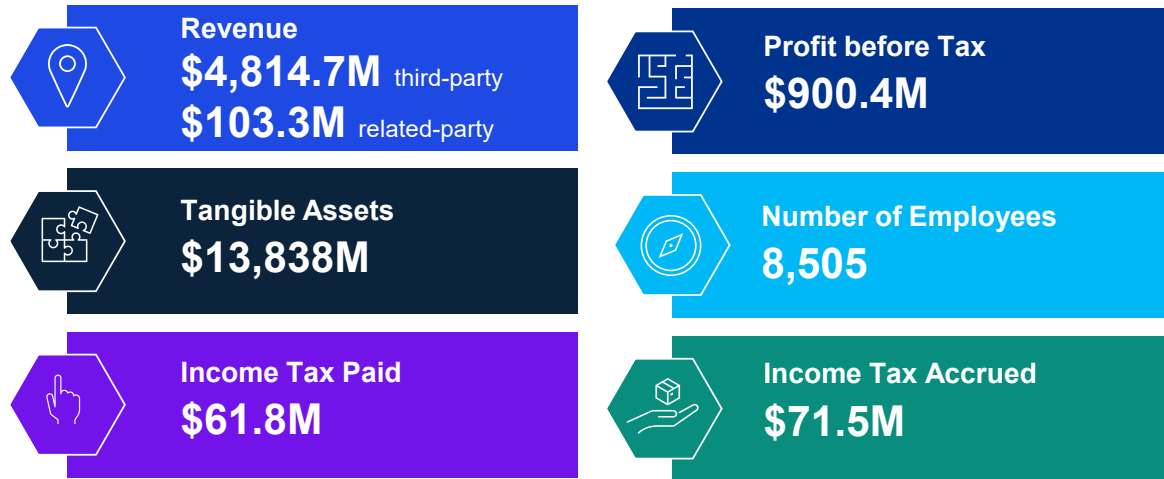 Revenue
$4,814.7M third-party
$103.3M related-party
Profit before Tax
$900.4M
Tangible Assets
$13,838M
Number of Employees
8,505
Income Tax Paid
$61.8M
Income Tax Accrued
$71.5M